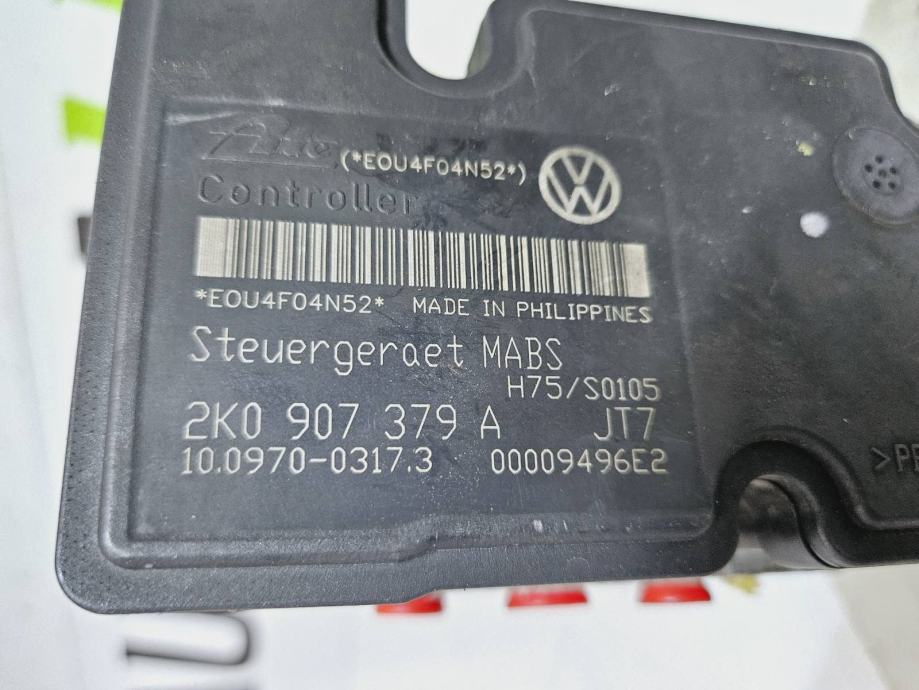 Ate (*EOU4F04N52*)
Controller
*EOU4F04N52* MADE IN PHILIPPINES
Steuergeraet MABS
H75/S0105
2K0 907 379 A JT7
10.0970-0317.3 00009496E2